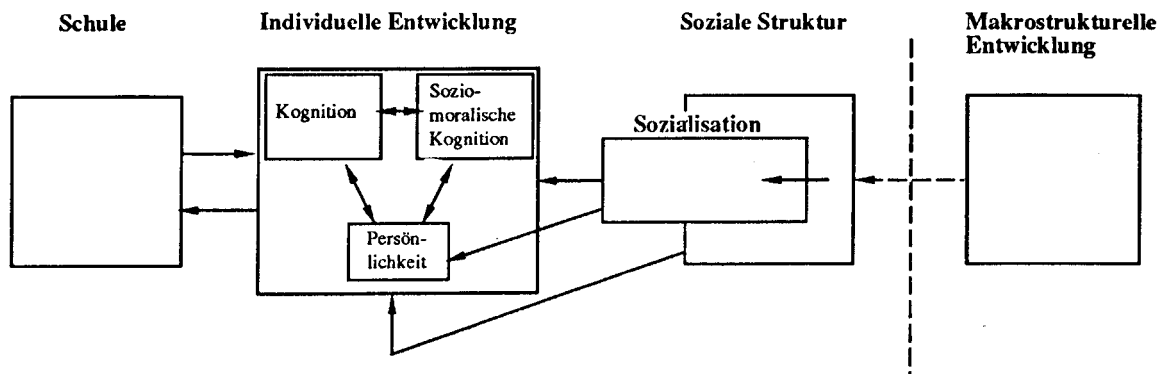 Schule
Individuelle Entwicklung
Soziale Struktur
Makrostrukturelle
Entwicklung
Kognition
Sozio-
moralische
Kognition
Sozialisation
Persön-
lichkeit